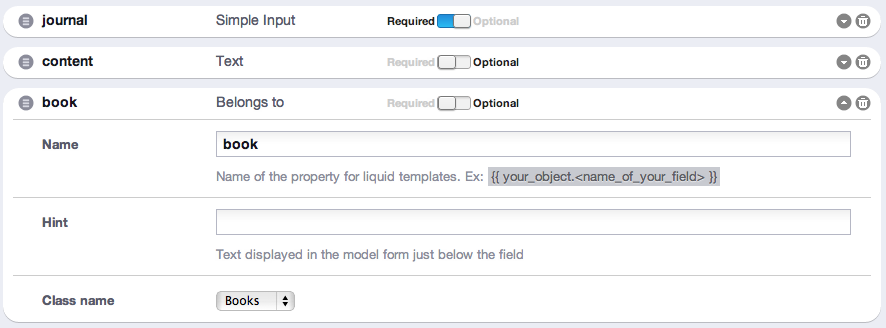 journal Simple Input Required Optional
content Text Required Optional
book Belongs to Required Optional
Name book
Name of the property for liquid templates. Ex: {{ your_object.<name_of_your_field> }}
Hint
Text displayed in the model form just below the field
Class name Books